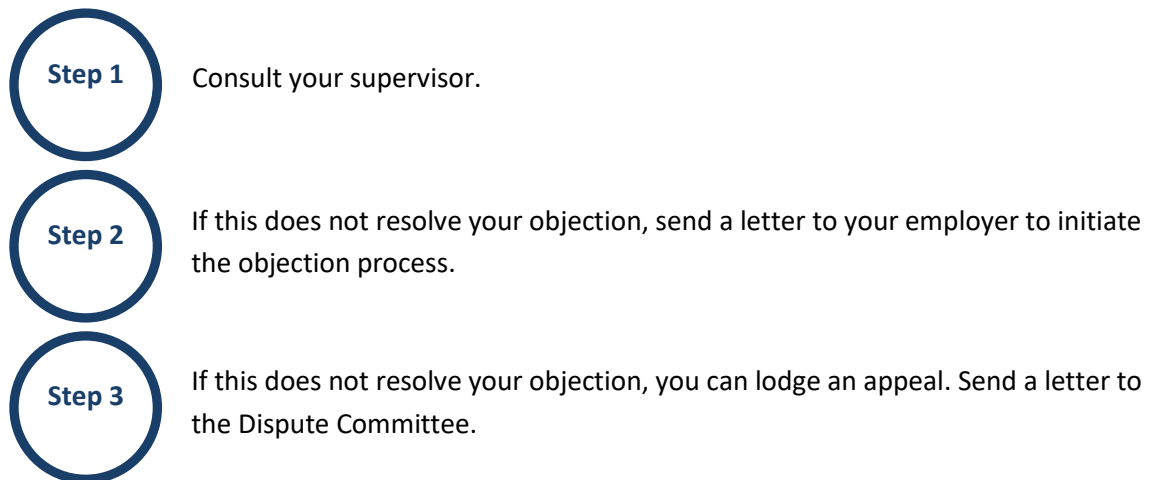 Step 1
Consult your supervisor.
Step 2
If this does not resolve your objection, send a letter to your employer to initiate
the objection process.
Step 3
If this does not resolve your objection, you can lodge an appeal. Send a letter to
the Dispute Committee.